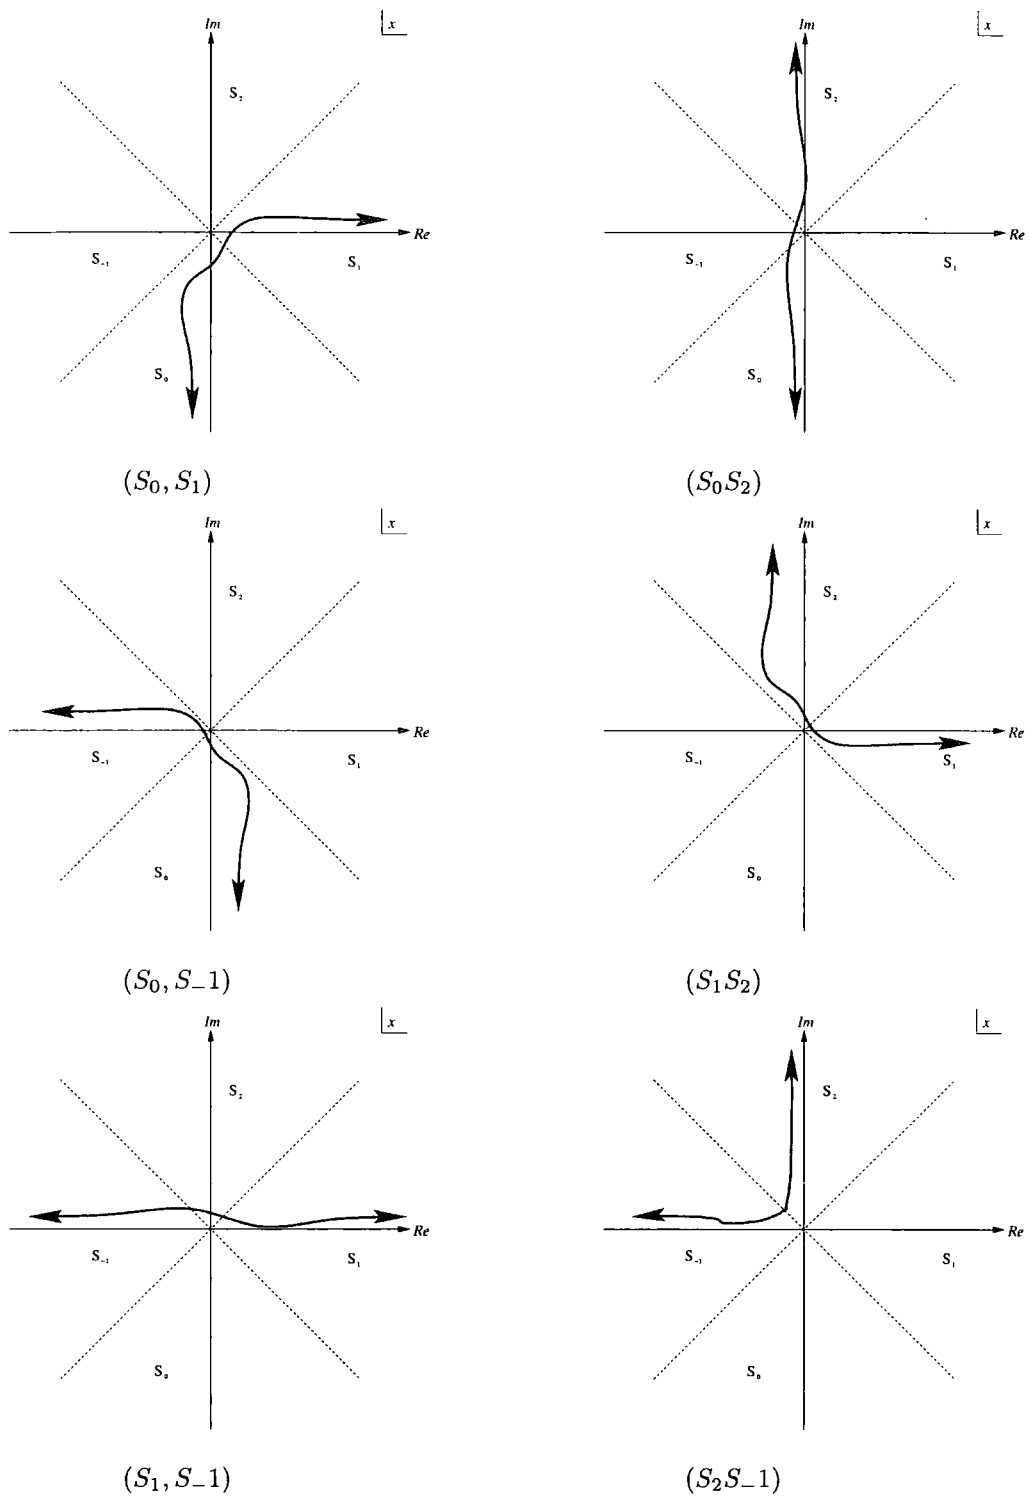 Im x Im x
S₂ S₂
Re Re
S₋₁ S₁ S₋₁ S₁
S₀ S₀
(S₀, S₁) (S₀S₂)
Im x Im x
S₂ S₂
Re Re
S₋₁ S₁ S₋₁ S₁
S₀ S₀
(S₀, S₋1) (S₁S₂)
Im x Im x
S₂ S₂
Re Re
S₋₁ S₁ S₋₁ S₁
S₀ S₀
(S₁, S₋1) (S₂S₋1)